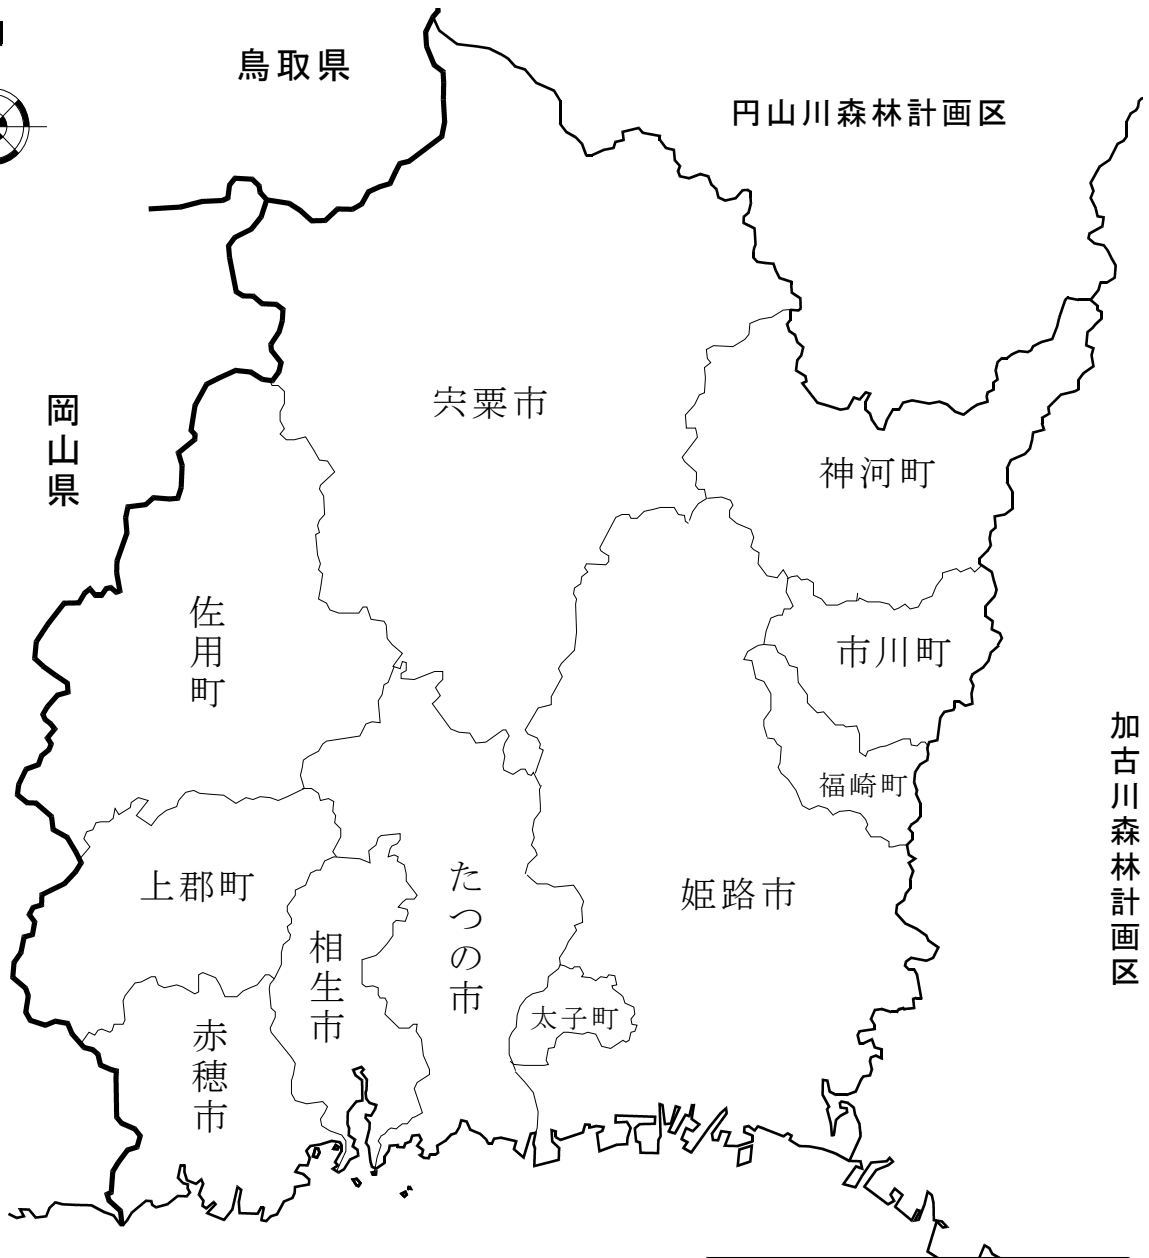 鳥取県
円山川森林計画区
岡山県
宍粟市
神河町
佐用町
市川町
加古川森林計画区
福崎町
上郡町
たつの市
姫路市
相生市
太子町
赤穂市